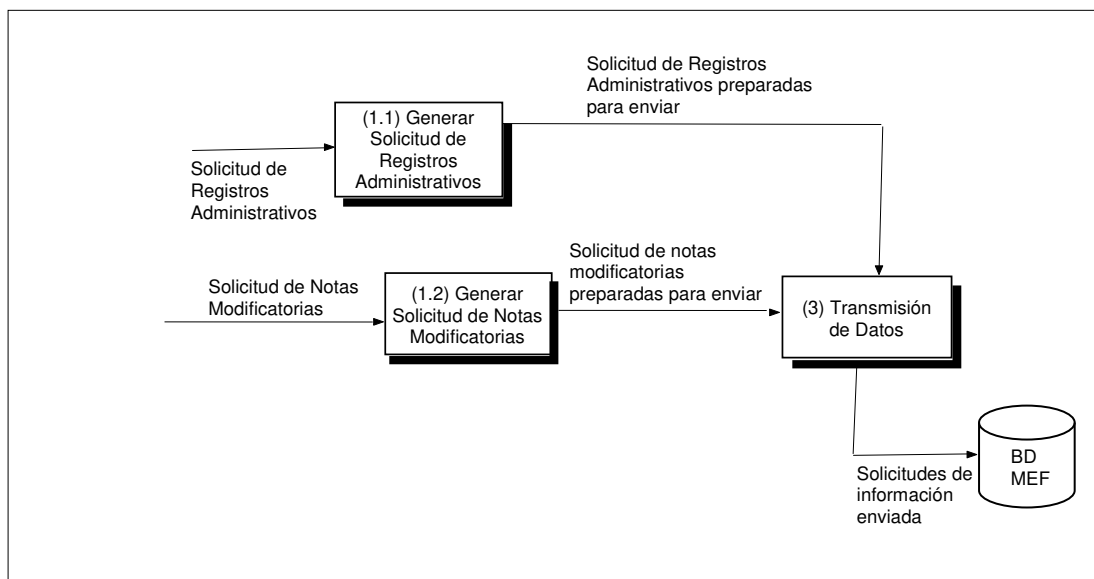 Solicitud de Registros
Administrativos preparadas
para enviar
(1.1) Generar
Solicitud de
Registros
Administrativos
Solicitud de
Registros
Administrativos
Solicitud de notas
modificatorias
preparadas para enviar
Solicitud de Notas
Modificatorias
(1.2) Generar
Solicitud de Notas
Modificatorias
(3) Transmisión
de Datos
BD
MEF
Solicitudes de
información
enviada